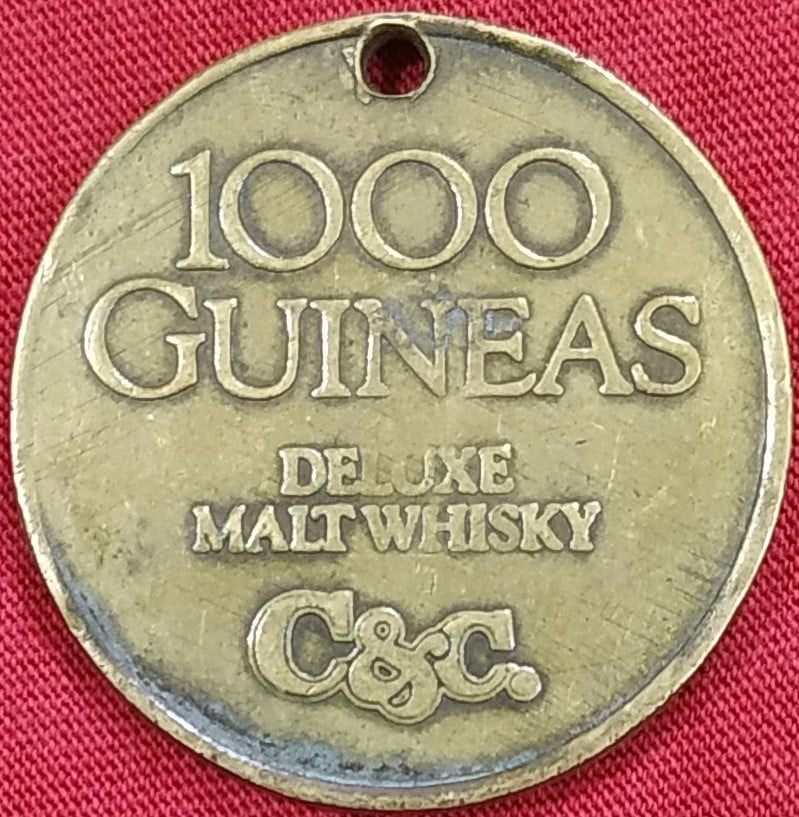 1000
GUINEAS
DELUXE
MALT WHISKY
C&C.